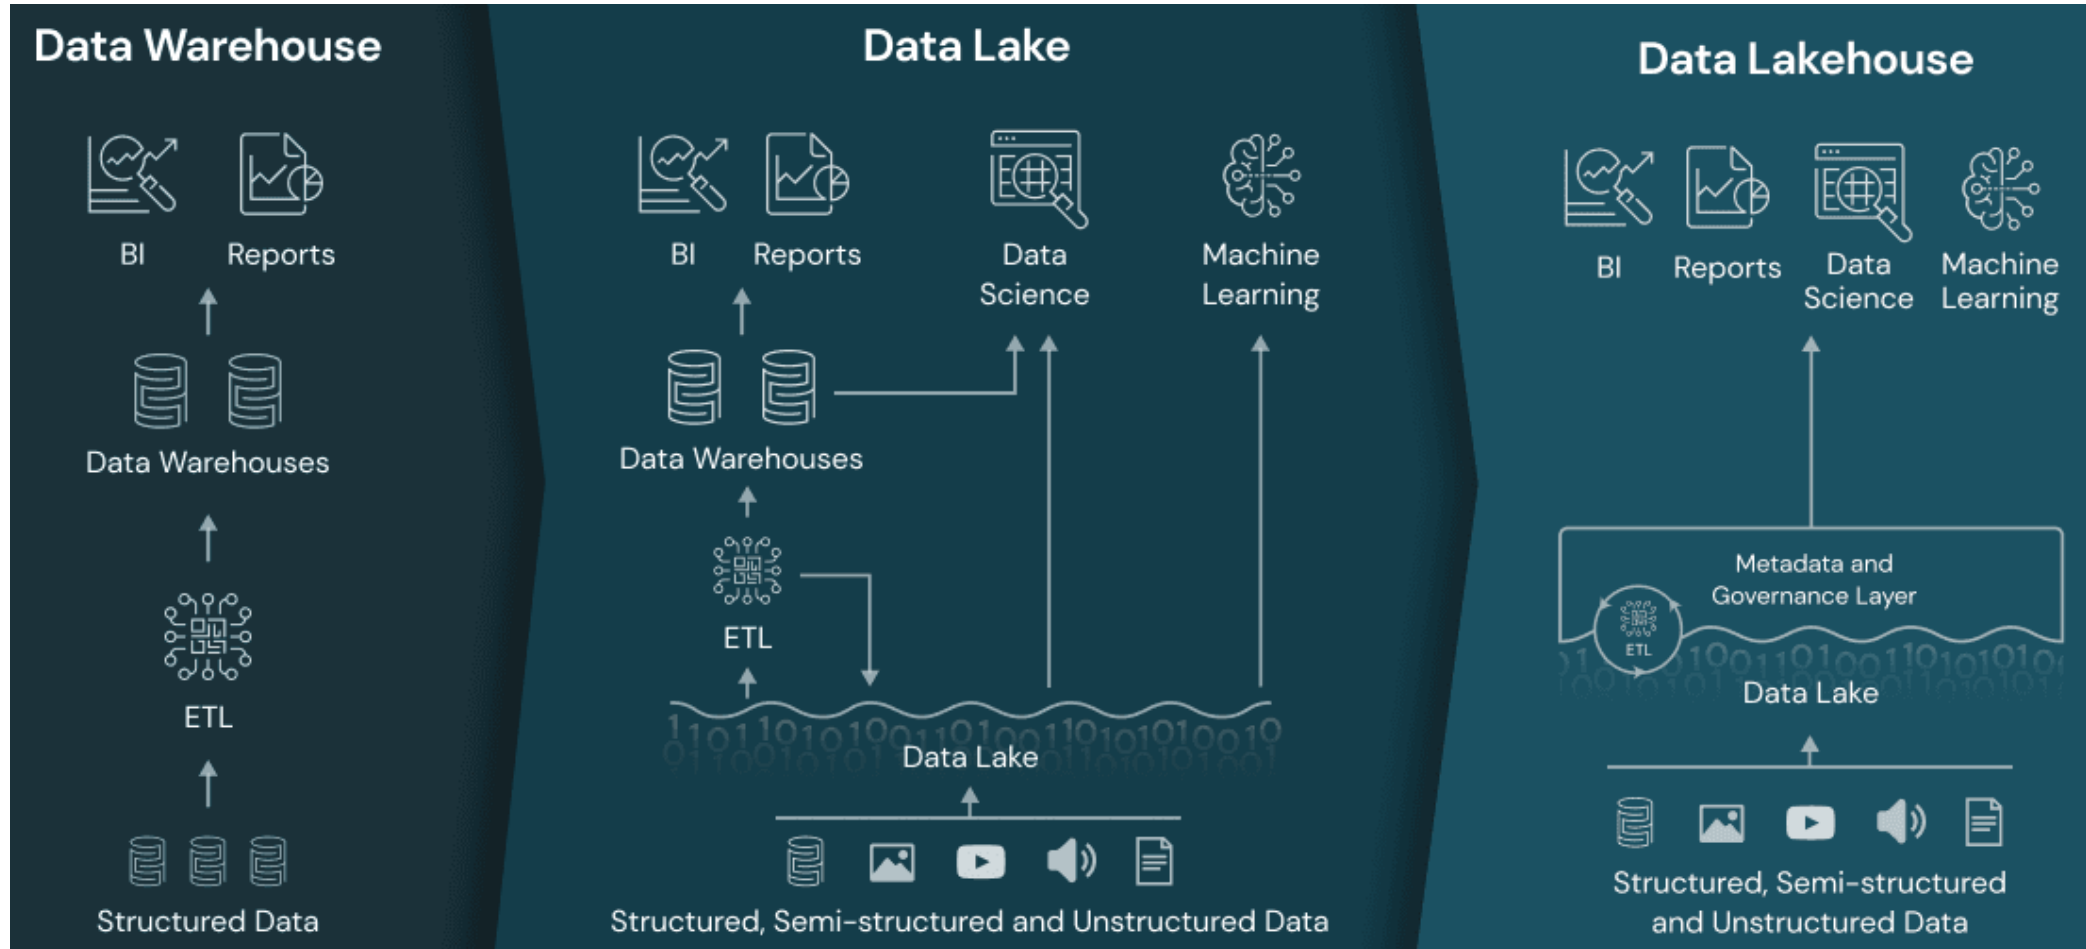 Data Warehouse
BI
Reports
Data Warehouses
ETL
Structured Data
Data Lake
BI
Reports
Data
Science
Machine
Learning
Data Warehouses
ETL
Data Lake
Structured, Semi-structured and Unstructured Data
Data Lakehouse
BI
Reports
Data
Science
Machine
Learning
Metadata and
Governance Layer
ETL
Data Lake
Structured, Semi-structured
and Unstructured Data